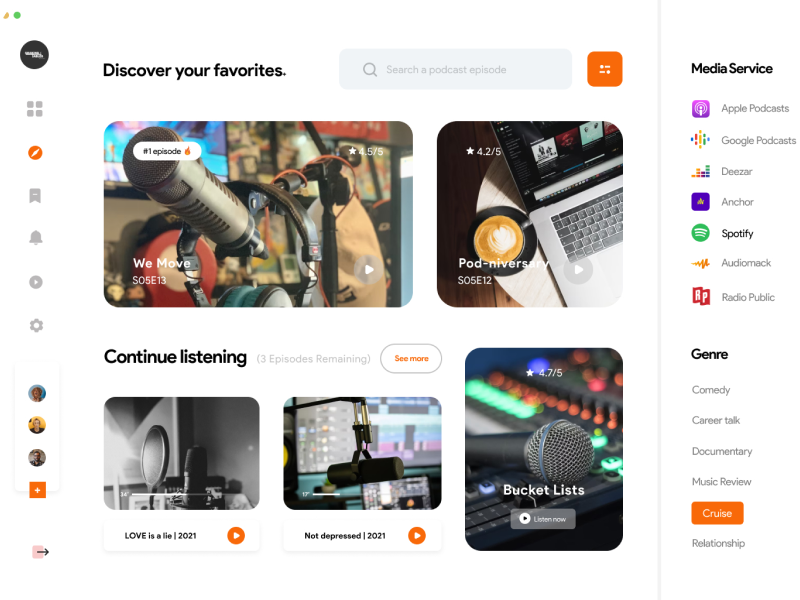 Discover your favorites.
Search a podcast episode
#1 episode
4.5/5
We Move
S05E13
4.2/5
Pod-niversary
S05E12
Continue listening
(3 Episodes Remaining)
See more
34'
LOVE is a lie | 2021
17'
Not depressed | 2021
4.7/5
Bucket Lists
Listen now
Media Service
Apple Podcasts
Google Podcasts
Deezar
Anchor
Spotify
Audiomack
Radio Public
Genre
Comedy
Career talk
Documentary
Music Review
Cruise
Relationship